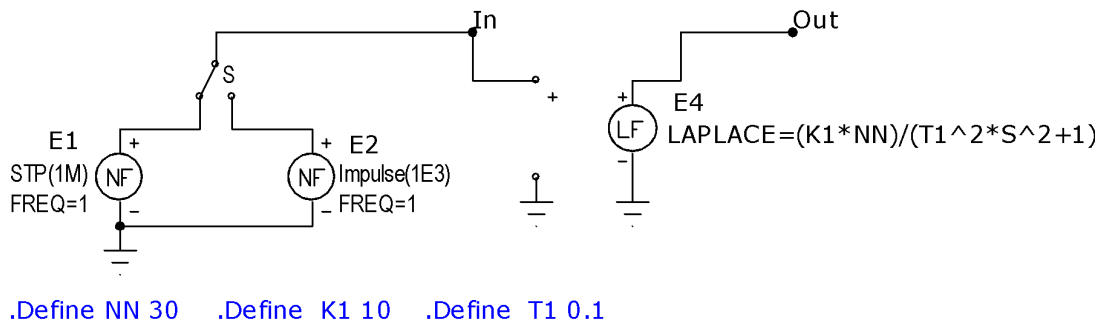 In
Out
S
+
+
E4
LF
LAPLACE=(K1*NN)/(T1^2*S^2+1)
-
E1
+
STP(1M)
NF
FREQ=1
-
+
E2
NF
Impulse(1E3)
FREQ=1
-
-
.Define NN 30
.Define K1 10
.Define T1 0.1